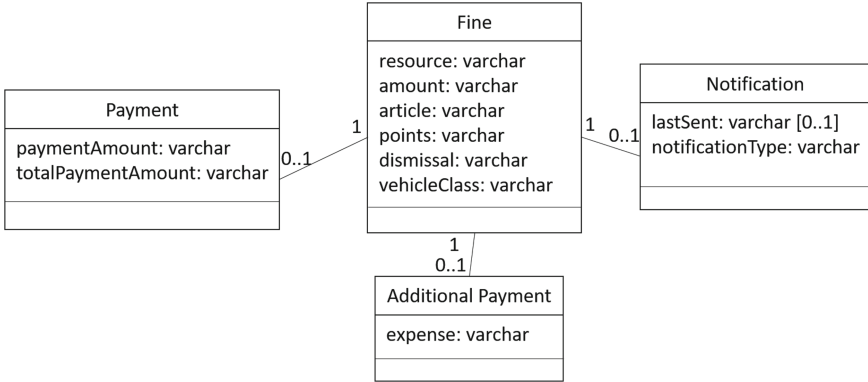 Fine
resource: varchar
amount: varchar
article: varchar
points: varchar
dismissal: varchar
vehicleClass: varchar
Payment
paymentAmount: varchar
totalPaymentAmount: varchar
0..1
1
Notification
lastSent: varchar [0..1]
notificationType: varchar
1
0..1
1
0..1
Additional Payment
expense: varchar